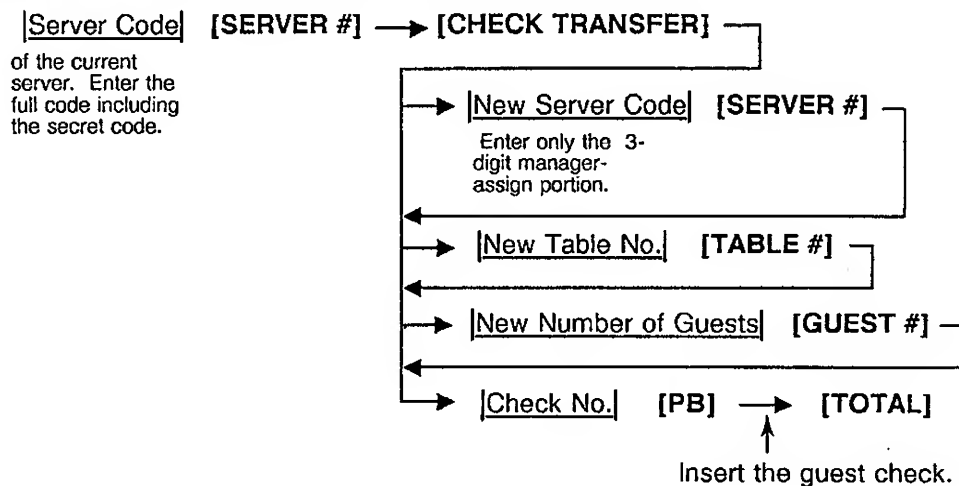 Server Code [SERVER #] [CHECK TRANSFER]
of the current
server. Enter the
full code including
the secret code.
New Server Code [SERVER #]
Enter only the 3-
digit manager-
assign portion.
New Table No. [TABLE #]
New Number of Guests [GUEST #]
Check No. [PB] [TOTAL]
Insert the guest check.